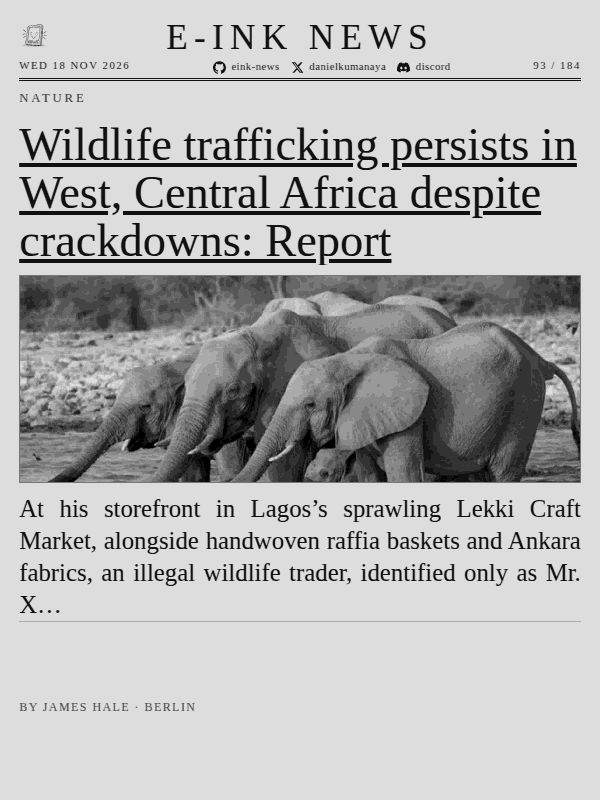 E-INK NEWS
WED 18 NOV 2026
eink-news danielkumanaya discord
93 / 184
NATURE
Wildlife trafficking persists in
West, Central Africa despite
crackdowns: Report
At his storefront in Lagos’s sprawling Lekki Craft
Market, alongside handwoven raffia baskets and Ankara
fabrics, an illegal wildlife trader, identified only as Mr.
X…
BY JAMES HALE · BERLIN